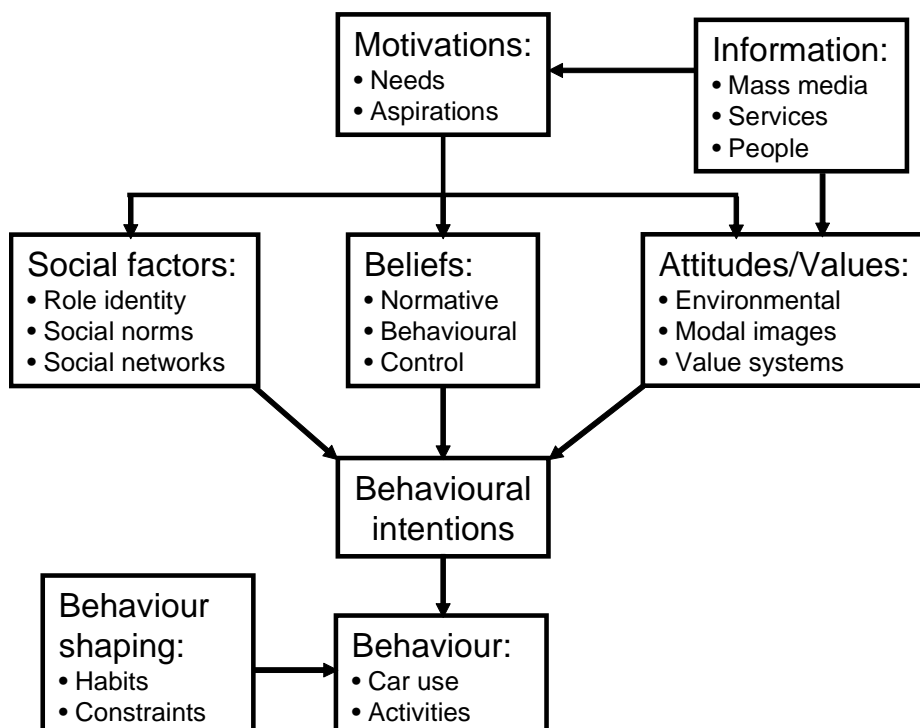 Motivations:
• Needs
• Aspirations
Information:
• Mass media
• Services
• People
Social factors:
• Role identity
• Social norms
• Social networks
Beliefs:
• Normative
• Behavioural
• Control
Attitudes/Values:
• Environmental
• Modal images
• Value systems
Behavioural
intentions
Behaviour
shaping:
• Habits
• Constraints
Behaviour:
• Car use
• Activities